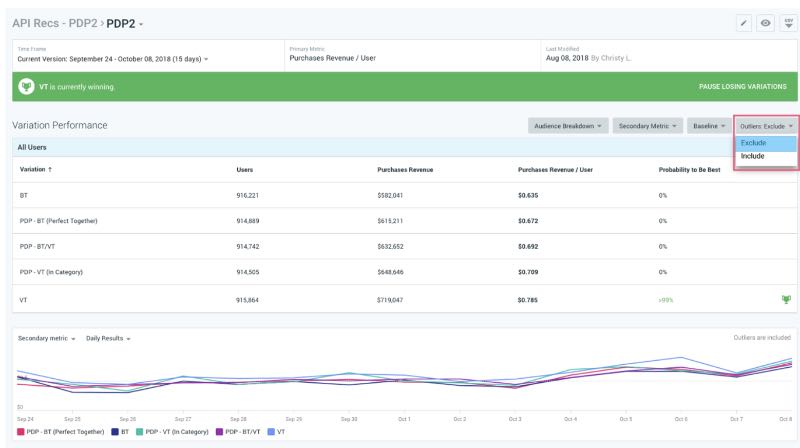 API Recs - PDP2 > PDP2
CSV
Time Frame
Current Version: September 24 - October 08, 2018 (15 days)
Primary Metric
Purchases Revenue / User
Last Modified
Aug 08, 2018 By Christy L.
VT is currently winning.
PAUSE LOSING VARIATIONS
Variation Performance
Audience Breakdown
Secondary Metric
Baseline
Outliers: Exclude
Exclude
Include
All Users
Variation ↑ Users Purchases Revenue Purchases Revenue / User Probability to Be Best
BT 916,221 $582,041 $0.635 0%
PDP - BT (Perfect Together) 914,889 $615,211 $0.672 0%
PDP - BT/VT 914,742 $632,652 $0.692 0%
PDP - VT (In Category) 914,505 $648,646 $0.709 0%
VT 915,864 $719,047 $0.785 >99%
Secondary metric
Daily Results
Outliers are included
$0
Sep 24 Sep 25 Sep 26 Sep 27 Sep 28 Sep 29 Sep 30 Oct 1 Oct 2 Oct 3 Oct 4 Oct 5 Oct 6 Oct 7 Oct 8
PDP - BT (Perfect Together) BT PDP - VT (In Category) PDP - BT/VT VT